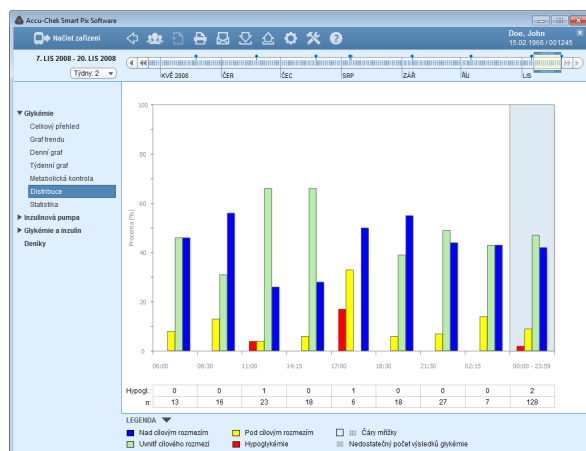 Accu-Chek Smart Pix Software
Načíst zařízení
Doe, John
15.02.1966 / 001245
7. LIS 2008 - 20. LIS 2008
Týdny: 2
KVĚ 2008 ČER ČEC SRP ZÁŘ ŘÍJ LIS
Glykémie
Celkový přehled
Graf trendu
Denní graf
Týdenní graf
Metabolická kontrola
Distribuce
Statistika
Inzulinová pumpa
Glykémie a inzulín
Deníky
Procenta (%)
100
80
60
40
20
0
06:00 08:30 11:00 14:15 17:00 18:30 21:30 02:15 00:00 - 23:59
Hypogl.: 0 0 1 0 1 0 0 0 2
n: 13 16 23 18 6 18 27 7 128
LEGENDA
Nad cílovým rozmezím Pod cílovým rozmezím Čáry mřížky
Uvnitř cílového rozmezí Hypoglykémie Nedostatečný počet výsledků glykémie